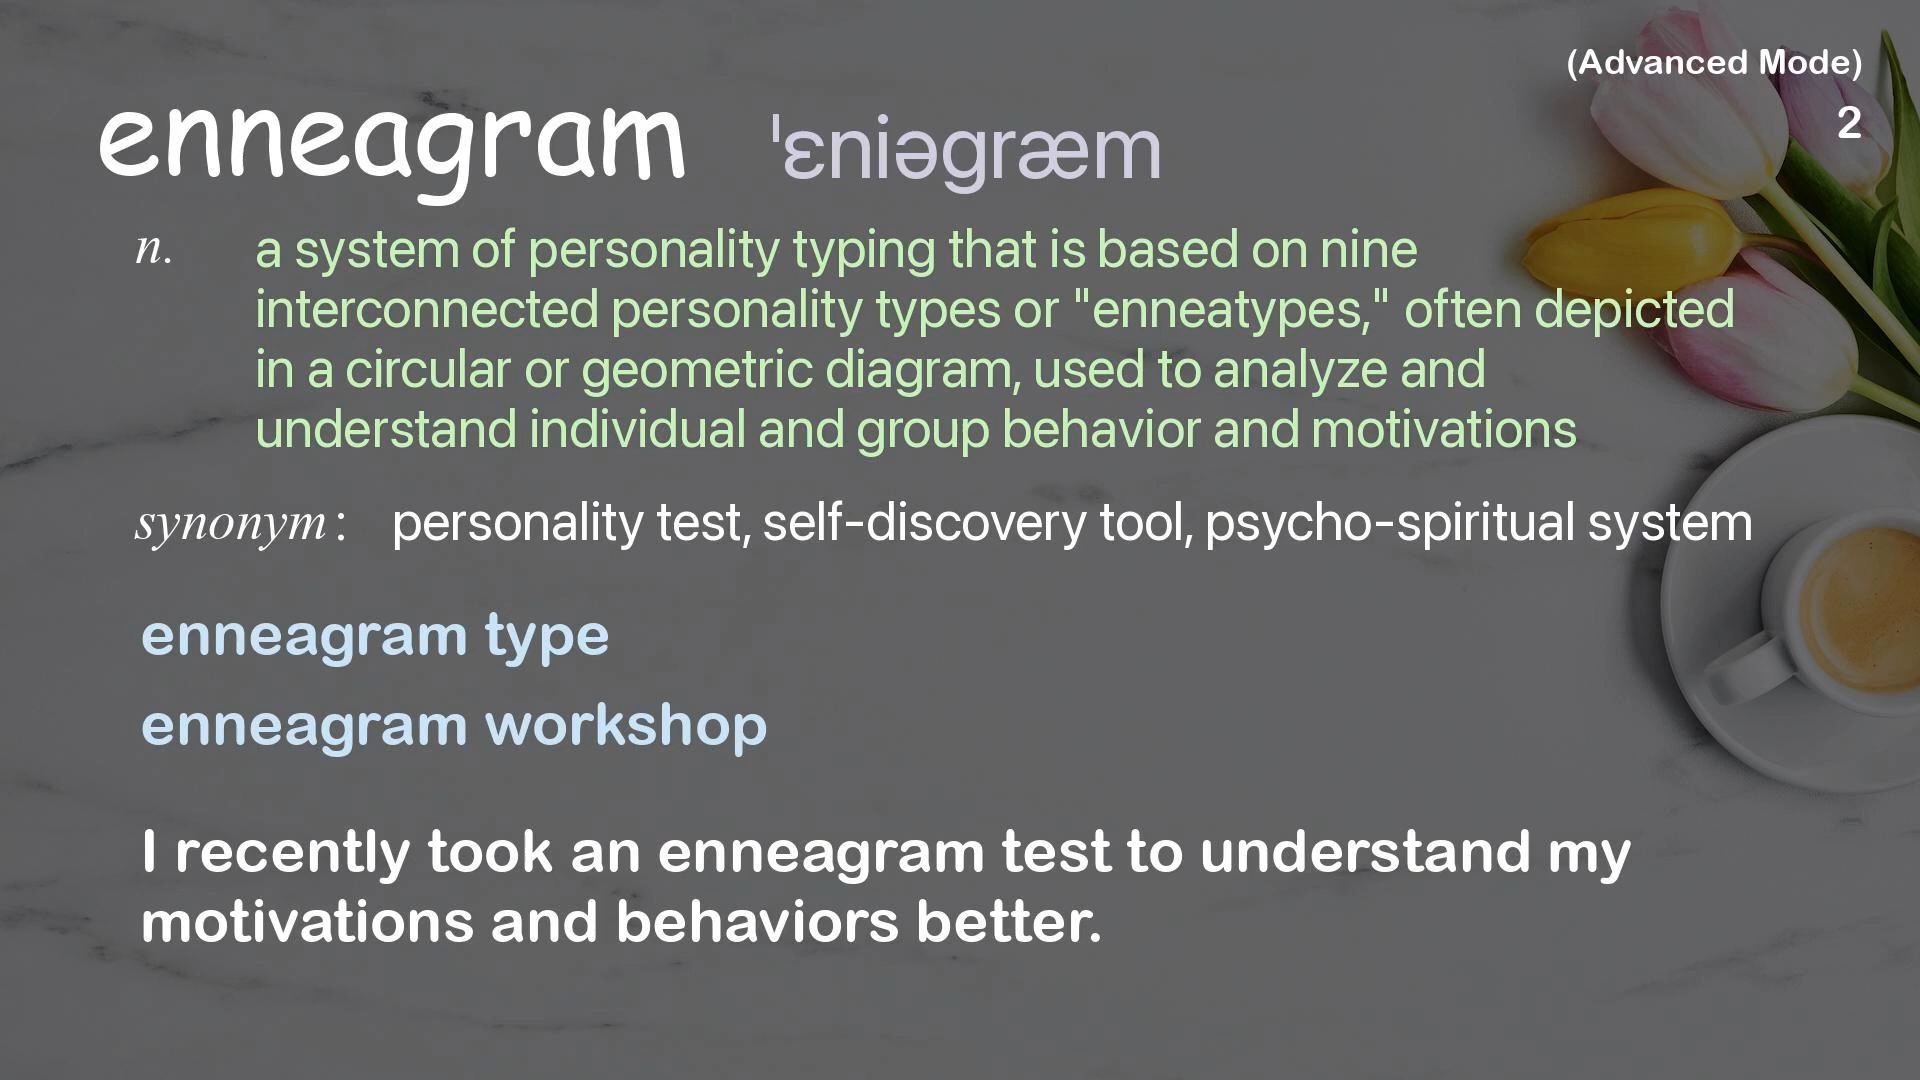 (Advanced Mode)
2
enneagram ˈɛniəgræm
n. a system of personality typing that is based on nine
interconnected personality types or "enneatypes," often depicted
in a circular or geometric diagram, used to analyze and
understand individual and group behavior and motivations
synonym: personality test, self-discovery tool, psycho-spiritual system
enneagram type
enneagram workshop
I recently took an enneagram test to understand my
motivations and behaviors better.